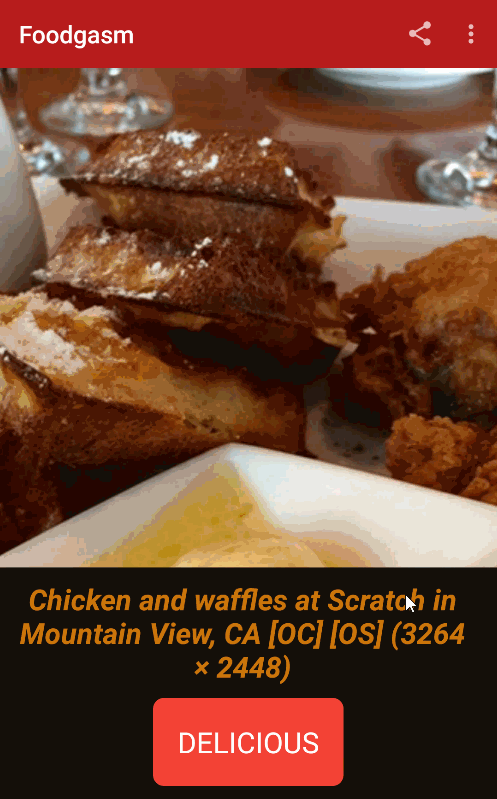 Foodgasm
Chicken and waffles at Scratch in
Mountain View, CA [OC] [OS] (3264
× 2448)
DELICIOUS